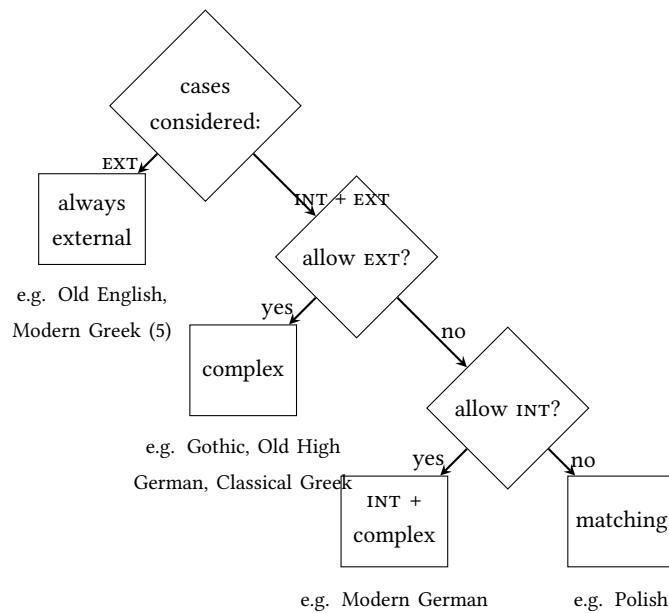 cases
considered:
EXT
INT + EXT
always
external
allow EXT?
e.g. Old English,
Modern Greek (5)
yes
no
complex
allow INT?
e.g. Gothic, Old High
German, Classical Greek
yes
no
INT +
complex
matching
e.g. Modern German
e.g. Polish